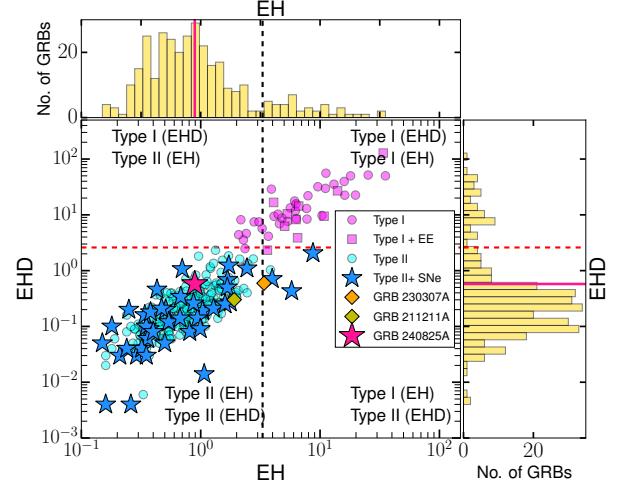 EH
No. of GRBs
20
0
Type I (EHD)
Type II (EH)
Type I (EHD)
Type I (EH)
EHD
10²
10¹
10⁰
10⁻¹
10⁻²
10⁻³
Type I
Type I + EE
Type II
Type II+ SNe
GRB 230307A
GRB 211211A
GRB 240825A
Type II (EH)
Type II (EHD)
Type I (EH)
Type II (EHD)
10⁻¹
10⁰
10¹
10²
EH
EHD
0
20
No. of GRBs